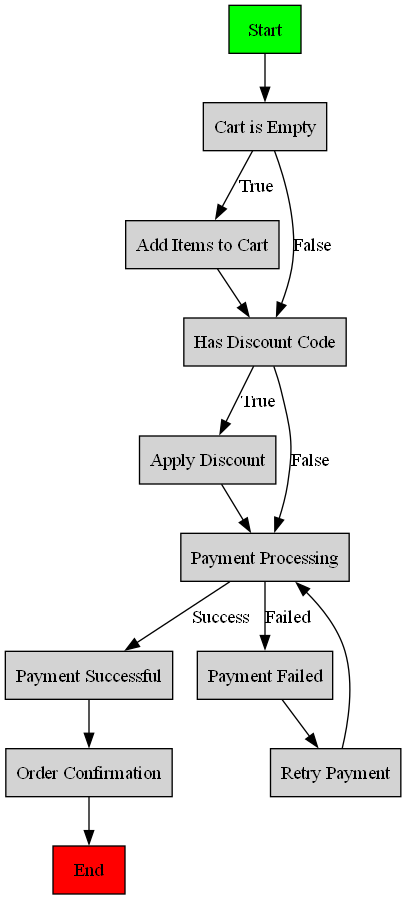 Start
Cart is Empty
True
Add Items to Cart
False
Has Discount Code
True
Apply Discount
False
Payment Processing
Success
Failed
Payment Successful
Payment Failed
Order Confirmation
Retry Payment
End